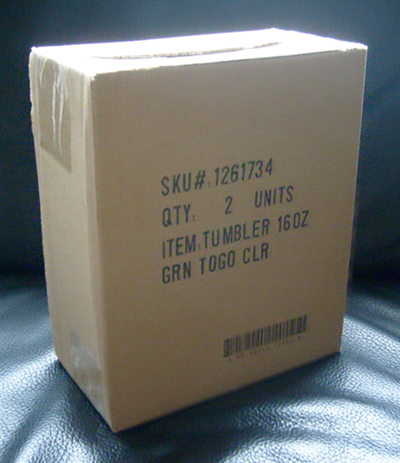 SKU#:1261734
QTY: 2 UNITS
ITEM:TUMBLER 16OZ
GRN TOGO CLR